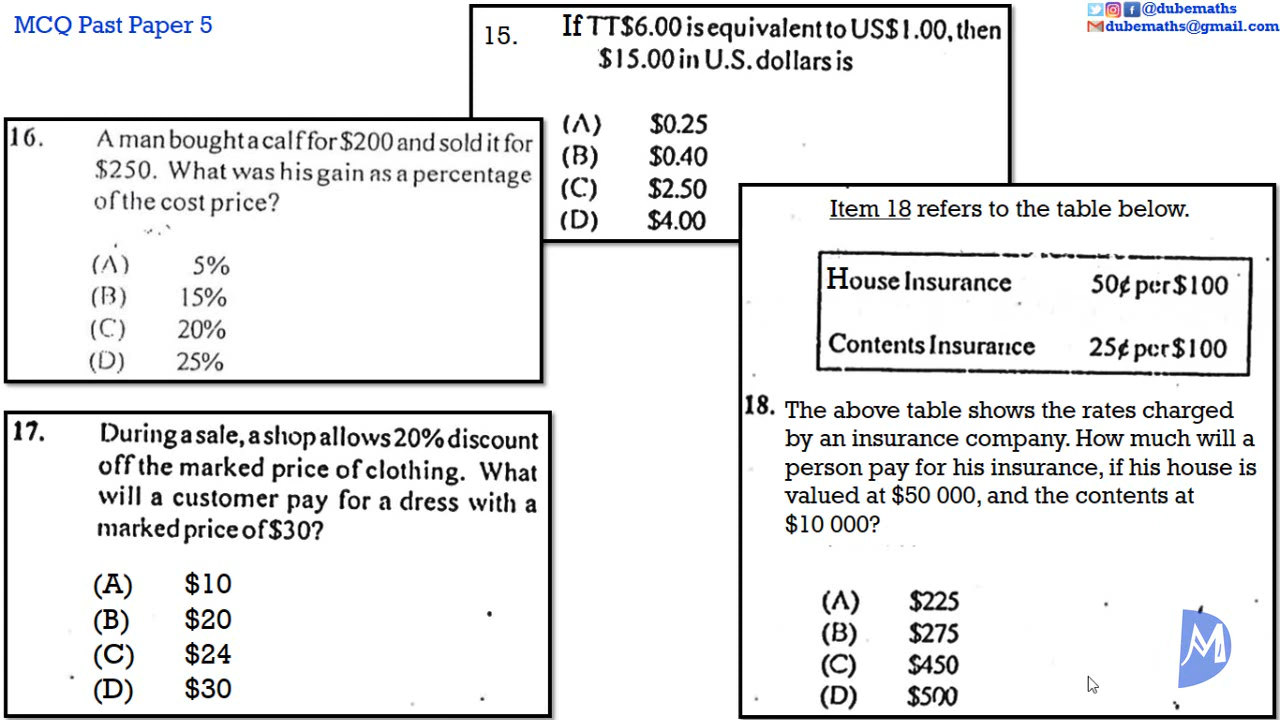 MCQ Past Paper 5
@dubemaths
dubemaths@gmail.com
15. If TT$6.00 is equivalent to US$1.00, then
$15.00 in U.S. dollars is
(A) $0.25
(B) $0.40
(C) $2.50
(D) $4.00
16. A man bought a calf for $200 and sold it for
$250. What was his gain as a percentage
of the cost price?
(A) 5%
(B) 15%
(C) 20%
(D) 25%
17. During a sale, a shop allows 20% discount
off the marked price of clothing. What
will a customer pay for a dress with a
marked price of $30?
(A) $10
(B) $20
(C) $24
(D) $30
Item 18 refers to the table below.
House Insurance 50¢ per $100
Contents Insurance 25¢ per $100
18. The above table shows the rates charged
by an insurance company. How much will a
person pay for his insurance, if his house is
valued at $50 000, and the contents at
$10 000?
(A) $225
(B) $275
(C) $450
(D) $500
M